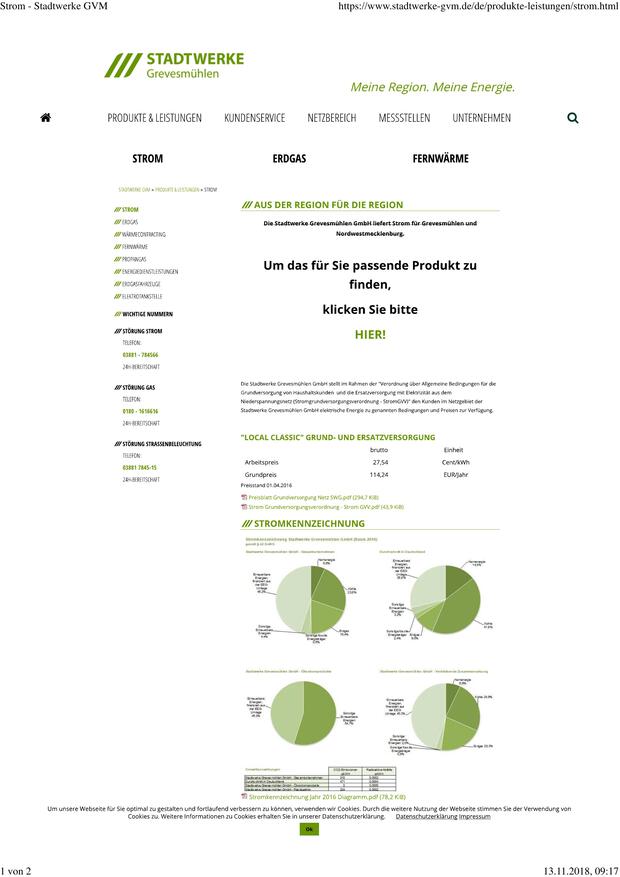 Strom - Stadtwerke GVM
https://www.stadtwerke-gvm.de/de/produkte-leistungen/strom.html
STADTWERKE
Grevesmühlen
Meine Region. Meine Energie.
PRODUKTE & LEISTUNGEN KUNDENSERVICE NETZBEREICH MESSSTELLEN UNTERNEHMEN
STROM ERDGAS FERNWÄRME
STADTWERKE GVM » PRODUKTE & LEISTUNGEN » STROM
STROM
ERDGAS
WÄRMECONTRACTING
FERNWÄRME
PROPANGAS
ENERGIEDIENSTLEISTUNGEN
ERDGASFAHRZEUGE
ELEKTROTANKSTELLE
WICHTIGE NUMMERN
STÖRUNG STROM
TELEFON:
03881 - 784566
24H-BEREITSCHAFT
STÖRUNG GAS
TELEFON:
0180 - 1616616
24H-BEREITSCHAFT
STÖRUNG STRASSENBELEUCHTUNG
TELEFON:
03881 7845-15
24H-BEREITSCHAFT
AUS DER REGION FÜR DIE REGION
Die Stadtwerke Grevesmühlen GmbH liefert Strom für Grevesmühlen und
Nordwestmecklenburg.
Um das für Sie passende Produkt zu
finden,
klicken Sie bitte
HIER!
Die Stadtwerke Grevesmühlen GmbH stellt im Rahmen der "Verordnung über Allgemeine Bedingungen für die
Grundversorgung von Haushaltskunden und die Ersatzversorgung mit Elektrizität aus dem
Niederspannungsnetz (Stromgrundversorgungsverordnung - StromGVV)" den Kunden im Netzgebiet der
Stadtwerke Grevesmühlen GmbH elektrische Energie zu genannten Bedingungen und Preisen zur Verfügung.
"LOCAL CLASSIC" GRUND- UND ERSATZVERSORGUNG
brutto Einheit
Arbeitspreis 27,54 Cent/kWh
Grundpreis 114,24 EUR/Jahr
Preisstand 01.04.2016
Preisblatt Grundversorgung Netz SWG.pdf (294,7 KiB)
Strom Grundversorgungsverordnung - Strom GVV.pdf (43,9 KiB)
STROMKENNZEICHNUNG
Stromkennzeichnung Jahr 2016 Diagramm.pdf (78,2 KiB)
Um unsere Webseite für Sie optimal zu gestalten und fortlaufend verbessern zu können, verwenden wir Cookies. Durch die weitere Nutzung der Webseite stimmen Sie der Verwendung von
Cookies zu. Weitere Informationen zu Cookies erhalten Sie in unserer Datenschutzerklärung. Datenschutzerklärung Impressum
Ok
1 von 2
13.11.2018, 09:17